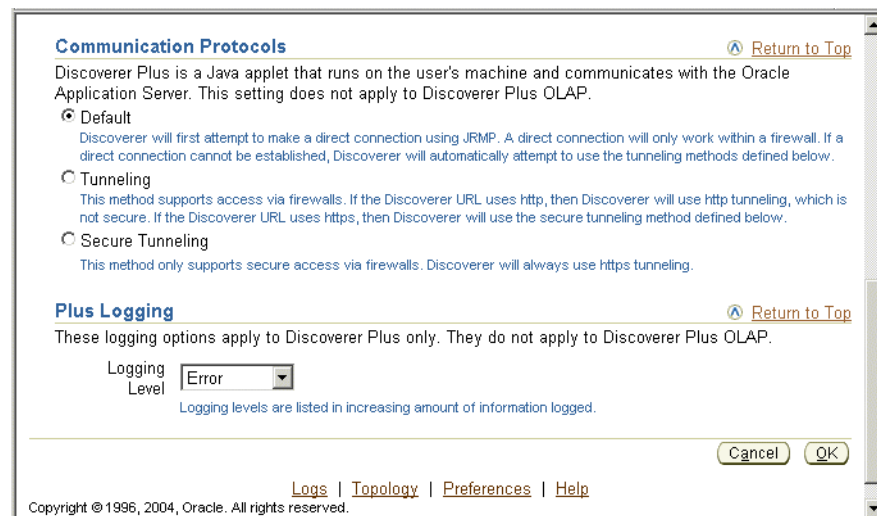 Communication Protocols
Return to Top
Discoverer Plus is a Java applet that runs on the user's machine and communicates with the Oracle
Application Server. This setting does not apply to Discoverer Plus OLAP.
Default
Discoverer will first attempt to make a direct connection using JRMP. A direct connection will only work within a firewall. If a
direct connection cannot be established, Discoverer will automatically attempt to use the tunneling methods defined below.
Tunneling
This method supports access via firewalls. If the Discoverer URL uses http, then Discoverer will use http tunneling, which is
not secure. If the Discoverer URL uses https, then Discoverer will use the secure tunneling method defined below.
Secure Tunneling
This method only supports secure access via firewalls. Discoverer will always use https tunneling.
Plus Logging
Return to Top
These logging options apply to Discoverer Plus only. They do not apply to Discoverer Plus OLAP.
Logging
Level
Error
Logging levels are listed in increasing amount of information logged.
Cancel
OK
Logs | Topology | Preferences | Help
Copyright © 1996, 2004, Oracle. All rights reserved.